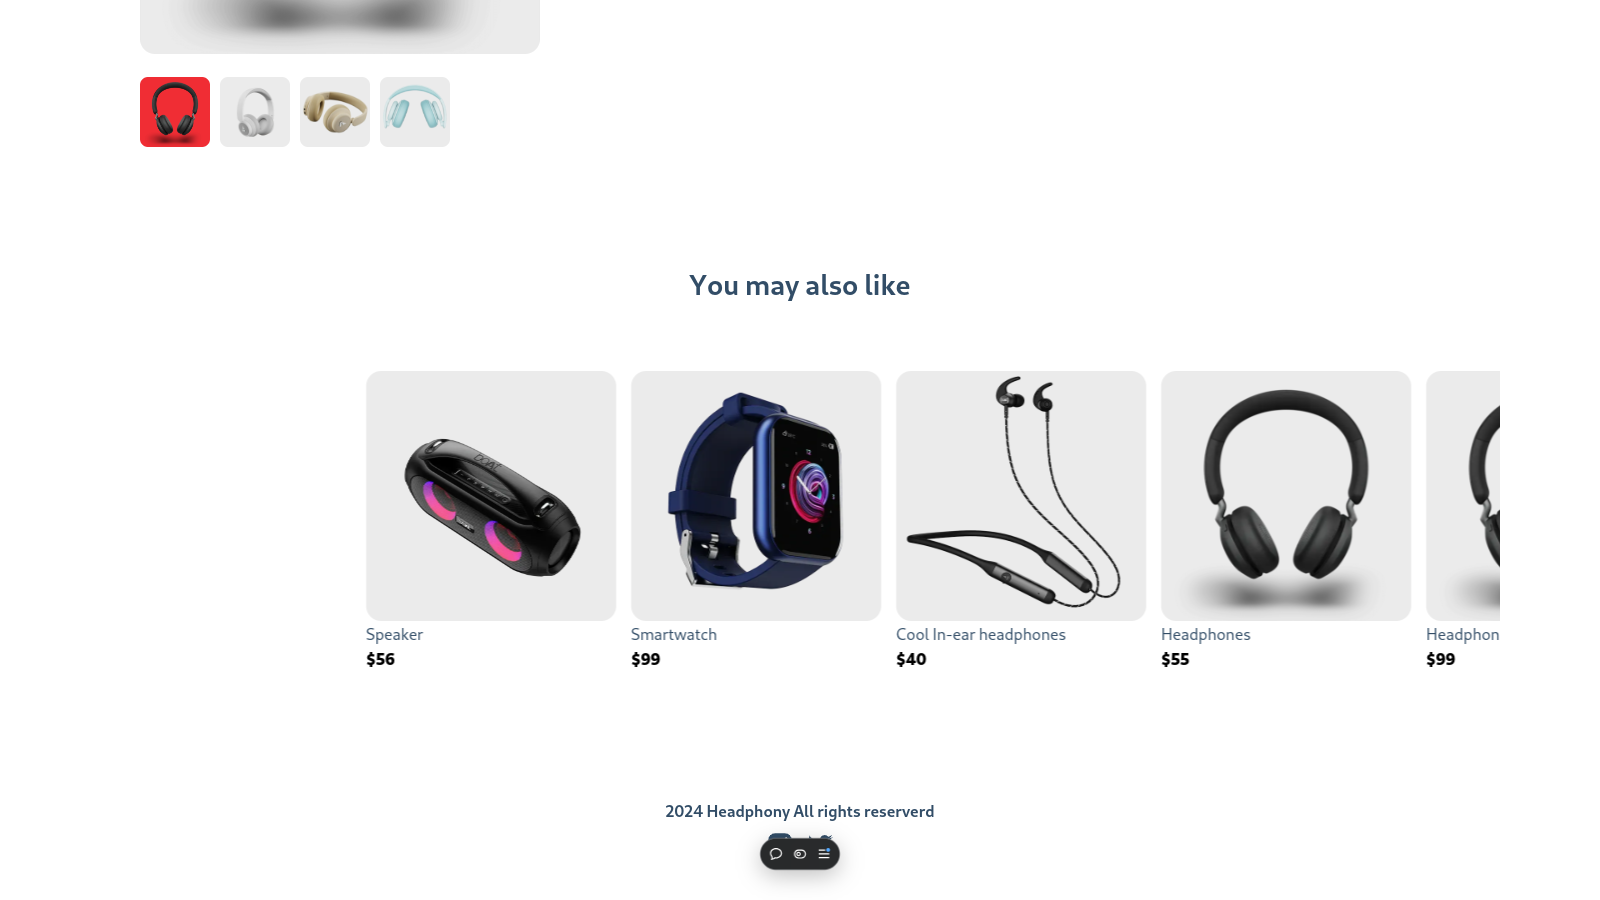 You may also like
Speaker
$56
Smartwatch
$99
Cool In-ear headphones
$40
Headphones
$55
Headphon
$99
2024 Headphony All rights reserverd